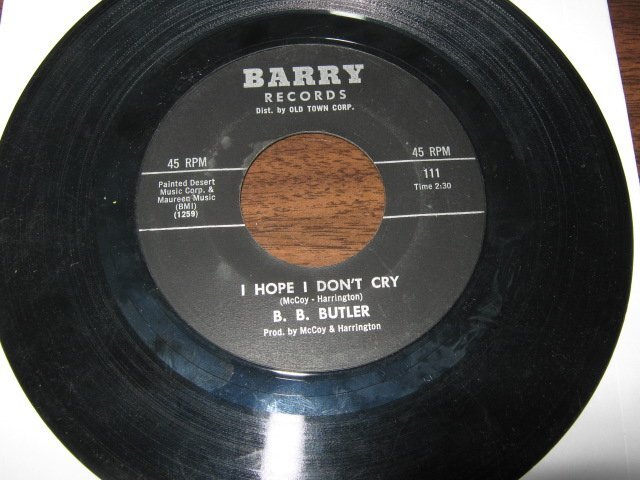 BARRY
RECORDS
Dist. by OLD TOWN CORP.
45 RPM
45 RPM
Painted Desert
Music Corp. &
Maureen Music
(BMI)
(1259)
111
Time 2:30
I HOPE I DON'T CRY
(McCoy - Harrington)
B. B. BUTLER
Prod. by McCoy & Harrington